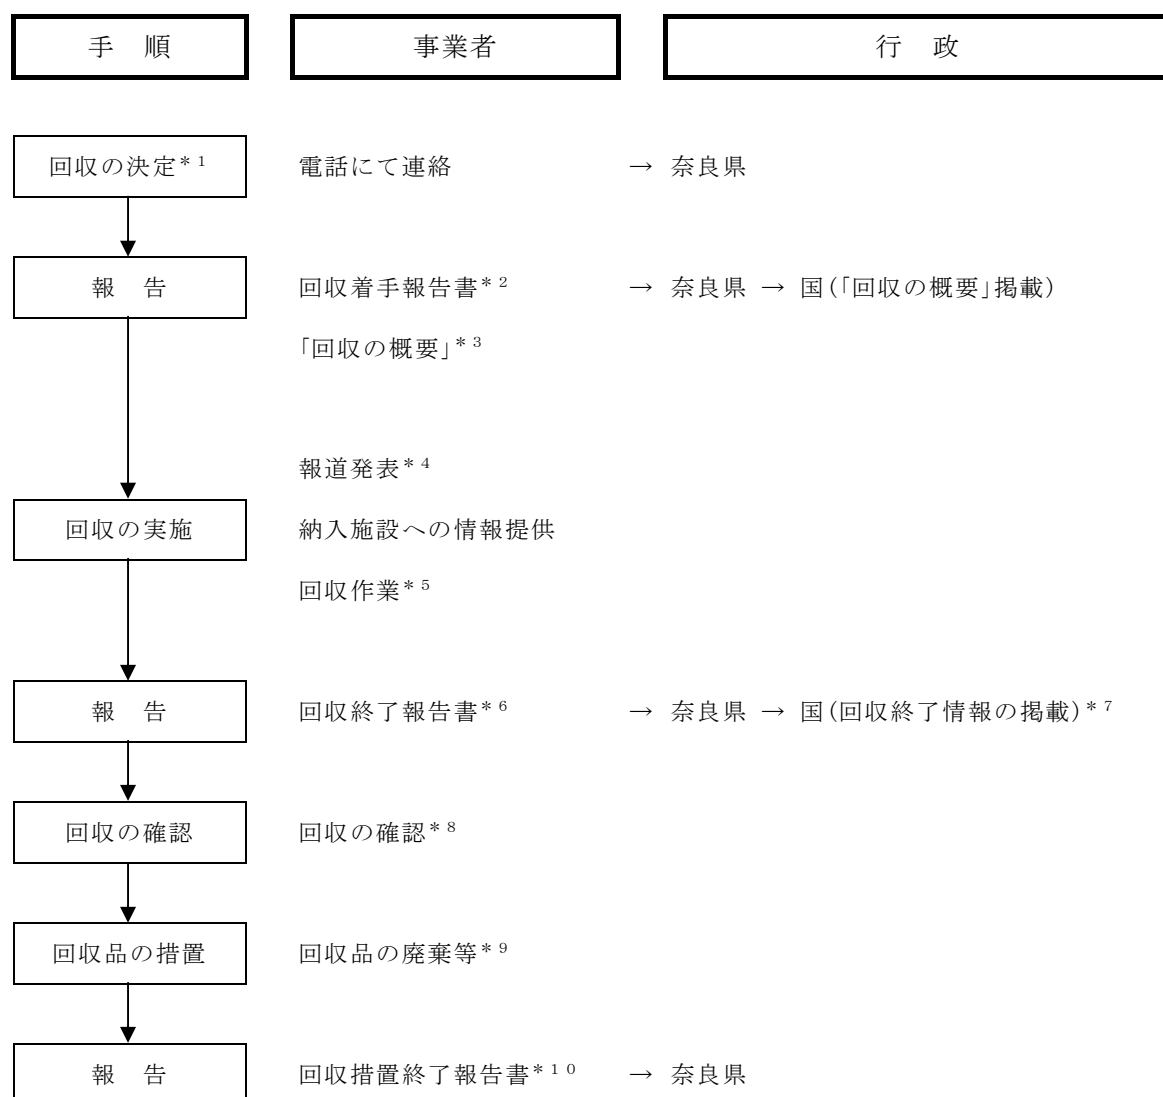 手　順　事業者　行　政
回収の決定*1　電話にて連絡　→ 奈良県
報　告　回収着手報告書*2　→ 奈良県 → 国(「回収の概要」掲載)
「回収の概要」*3
報道発表*4
回収の実施　納入施設への情報提供
回収作業*5
報　告　回収終了報告書*6　→ 奈良県 → 国(回収終了情報の掲載)*7
回収の確認　回収の確認*8
回収品の措置　回収品の廃棄等*9
報　告　回収措置終了報告書*10　→ 奈良県